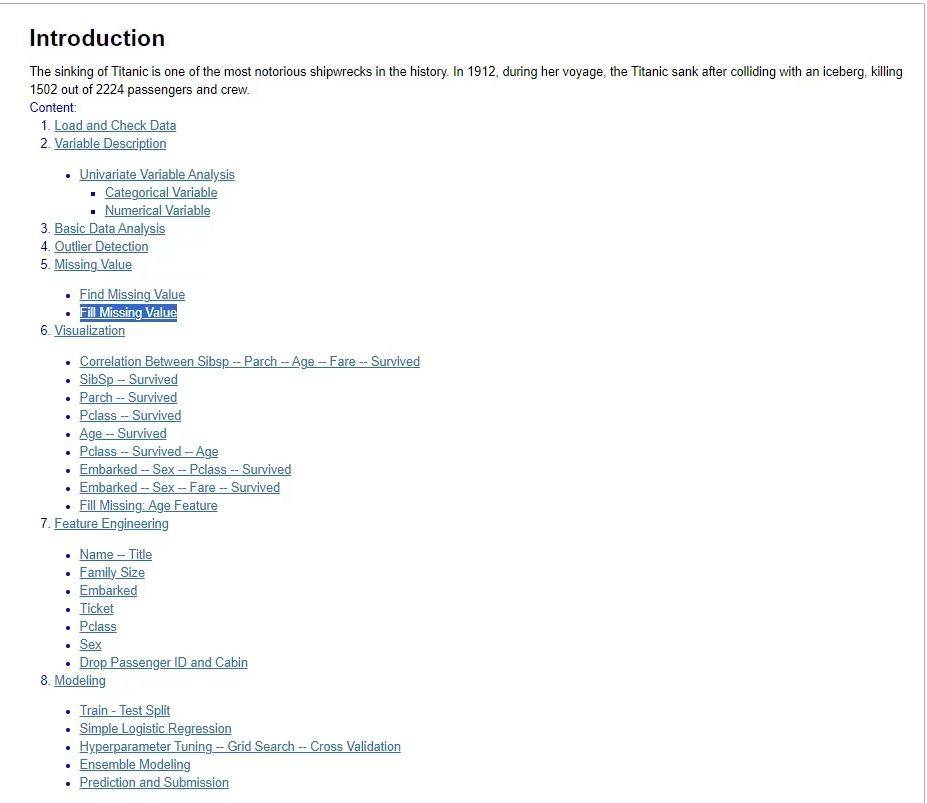 Introduction
The sinking of Titanic is one of the most notorious shipwrecks in the history. In 1912, during her voyage, the Titanic sank after colliding with an iceberg, killing
1502 out of 2224 passengers and crew.
Content:
1. Load and Check Data
2. Variable Description
• Univariate Variable Analysis
▪ Categorical Variable
▪ Numerical Variable
3. Basic Data Analysis
4. Outlier Detection
5. Missing Value
• Find Missing Value
• Fill Missing Value
6. Visualization
• Correlation Between Sibsp -- Parch -- Age -- Fare -- Survived
• SibSp -- Survived
• Parch -- Survived
• Pclass -- Survived
• Age -- Survived
• Pclass -- Survived -- Age
• Embarked -- Sex -- Pclass -- Survived
• Embarked -- Sex -- Fare -- Survived
• Fill Missing: Age Feature
7. Feature Engineering
• Name -- Title
• Family Size
• Embarked
• Ticket
• Pclass
• Sex
• Drop Passenger ID and Cabin
8. Modeling
• Train - Test Split
• Simple Logistic Regression
• Hyperparameter Tuning -- Grid Search -- Cross Validation
• Ensemble Modeling
• Prediction and Submission